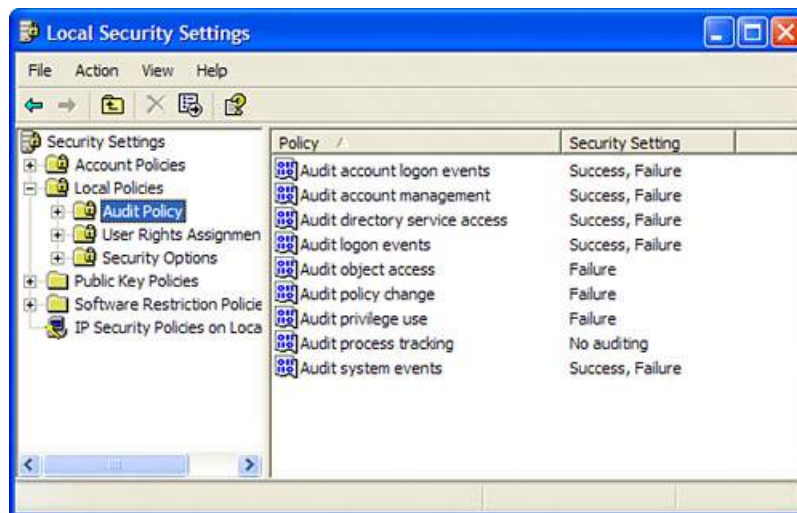 Local Security Settings
File Action View Help
Security Settings
Account Policies
Local Policies
Audit Policy
User Rights Assignmen
Security Options
Public Key Policies
Software Restriction Policie
IP Security Policies on Loca
Policy Security Setting
Audit account logon events Success, Failure
Audit account management Success, Failure
Audit directory service access Success, Failure
Audit logon events Success, Failure
Audit object access Failure
Audit policy change Failure
Audit privilege use Failure
Audit process tracking No auditing
Audit system events Success, Failure